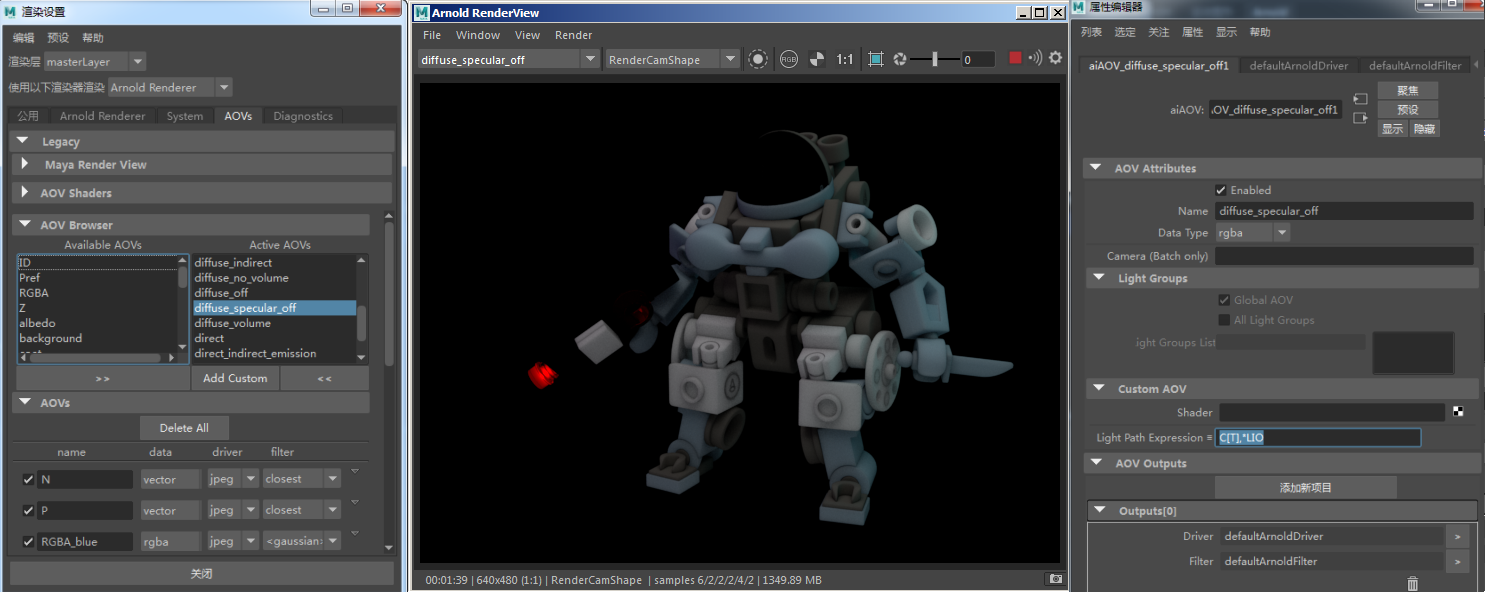 渲染设置
编辑 预设 帮助
渲染层 masterLayer
使用以下渲染器渲染 Arnold Renderer
公用 Arnold Renderer System AOVs Diagnostics
Legacy
Maya Render View
AOV Shaders
AOV Browser
Available AOVs Active AOVs
ID
Pref
RGBA
Z
albedo
background
diffuse_indirect
diffuse_no_volume
diffuse_off
diffuse_specular_off
diffuse_volume
direct
direct_indirect_emission
>> Add Custom <<
AOVs
Delete All
name data driver filter
N vector jpeg closest
P vector jpeg closest
RGBA_blue rgba jpeg <gaussian>
关闭
Arnold RenderView
File Window View Render
diffuse_specular_off RenderCamShape RGB 1:1 0
00:01:39 | 640x480 (1:1) | RenderCamShape | samples 6/2/2/2/4/2 | 1349.89 MB
属性编辑器
列表 选定 关注 属性 显示 帮助
aiAOV_diffuse_specular_off1 defaultArnoldDriver defaultArnoldFilter
聚焦
aiAOV: OV_diffuse_specular_off1 预设
显示 隐藏
AOV Attributes
Enabled
Name diffuse_specular_off
Data Type rgba
Camera (Batch only)
Light Groups
Global AOV
All Light Groups
ight Groups List
Custom AOV
Shader
Light Path Expression = C[T],*LIO
AOV Outputs
添加新项目
Outputs[0]
Driver defaultArnoldDriver >
Filter defaultArnoldFilter >